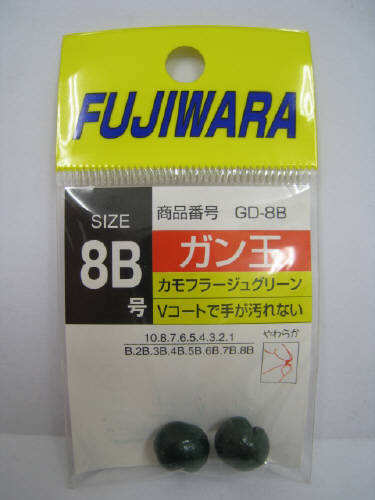 FUJIWARA
SIZE
8B
号
商品番号 GD-8B
ガン玉
カモフラージュグリーン
Vコートで手が汚れない
10.8.7.6.5.4.3.2.1
B.2B.3B.4B.5B.6B.7B.8B
やわらか